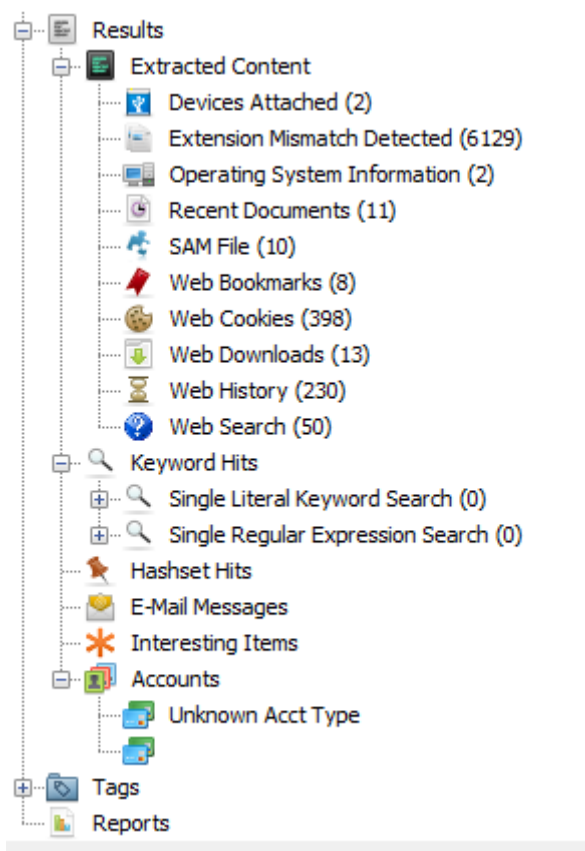 Results
Extracted Content
Devices Attached (2)
Extension Mismatch Detected (6129)
Operating System Information (2)
Recent Documents (11)
SAM File (10)
Web Bookmarks (8)
Web Cookies (398)
Web Downloads (13)
Web History (230)
Web Search (50)
Keyword Hits
Single Literal Keyword Search (0)
Single Regular Expression Search (0)
Hashset Hits
E-Mail Messages
Interesting Items
Accounts
Unknown Acct Type
Tags
Reports